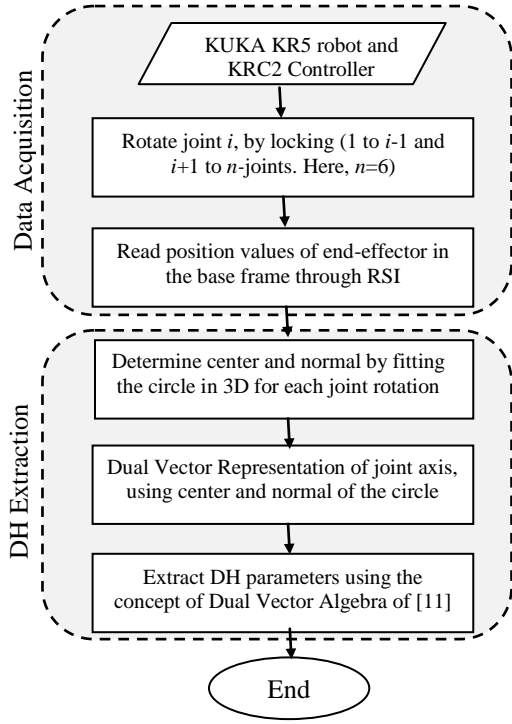 Data Acquisition
KUKA KR5 robot and
KRC2 Controller
Rotate joint i, by locking (1 to i-1 and
i+1 to n-joints. Here, n=6)
Read position values of end-effector in
the base frame through RSI
DH Extraction
Determine center and normal by fitting
the circle in 3D for each joint rotation
Dual Vector Representation of joint axis,
using center and normal of the circle
Extract DH parameters using the
concept of Dual Vector Algebra of [11]
End